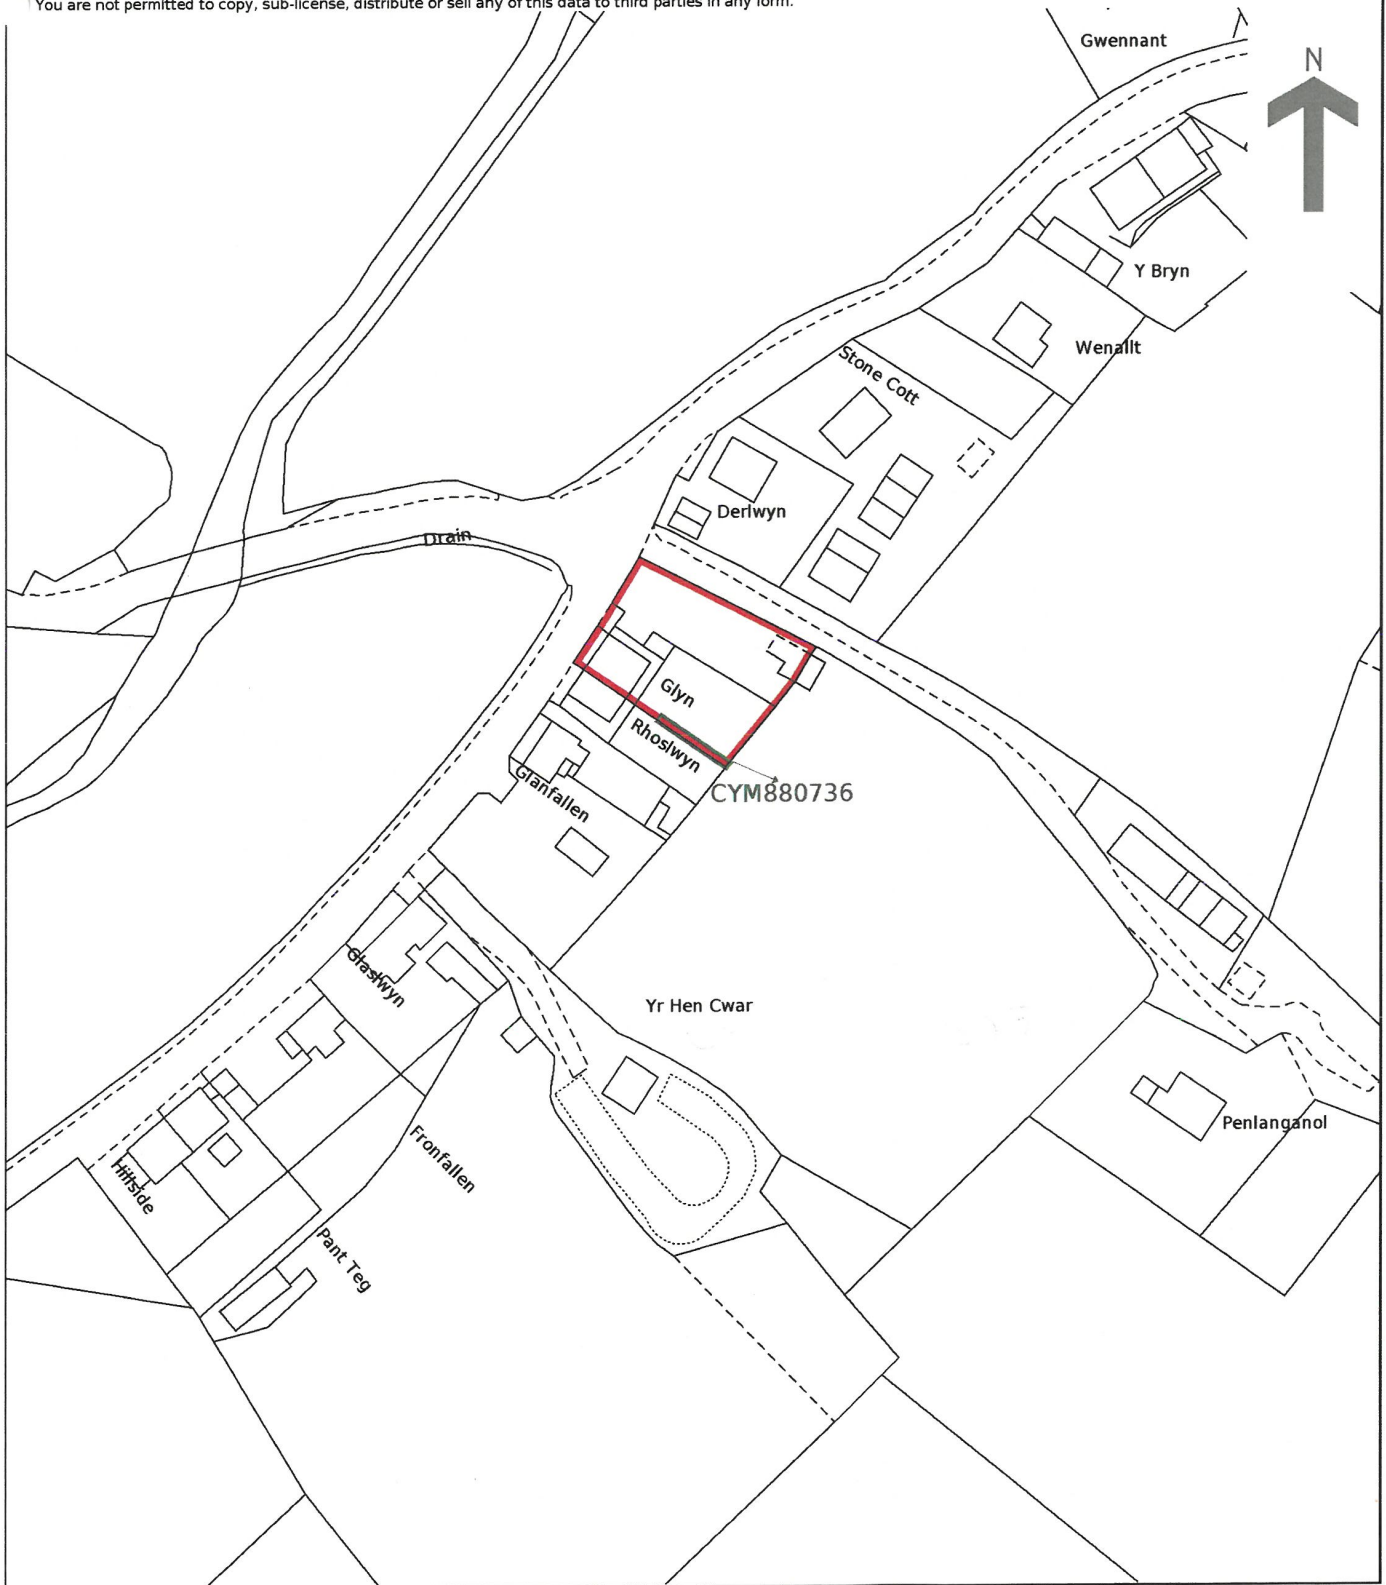 You are not permitted to copy, sub-license, distribute or sell any of this data to third parties in any form.
Gwennant
N
Y Bryn
Wenallt
Stone Cott
Derlwyn
Drain
Glyn
Rhoslwyn
Glanfallen
CYM880736
Glaslwyn
Yr Hen Cwar
Penlanganol
Fronfallen
Hillside
Pant Teg